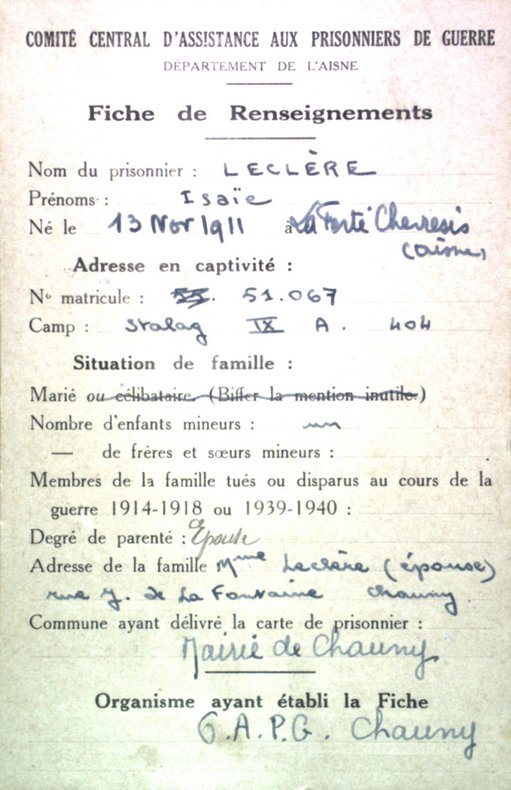 COMITÉ CENTRAL D'ASSISTANCE AUX PRISONNIERS DE GUERRE
DÉPARTEMENT DE L'AISNE
Fiche de Renseignements
Nom du prisonnier : LECLÈRE
Prénoms : Isaïe
Né le 13 Nov 1911 à La Ferté Chevresis
(aisne)
Adresse en captivité :
N° matricule : 51.067
Camp : Stalag IX A. 404
Situation de famille :
Marié ou célibataire. (Biffer la mention inutile.)
Nombre d'enfants mineurs : un
— de frères et sœurs mineurs :
Membres de la famille tués ou disparus au cours de la
guerre 1914-1918 ou 1939-1940 :
Degré de parenté : Epouse
Adresse de la famille Mme Leclère (épouse)
rue J. de La Fontaine chauny
Commune ayant délivré la carte de prisonnier :
Mairie de Chauny
Organisme ayant établi la Fiche
C.A.P.G. Chauny